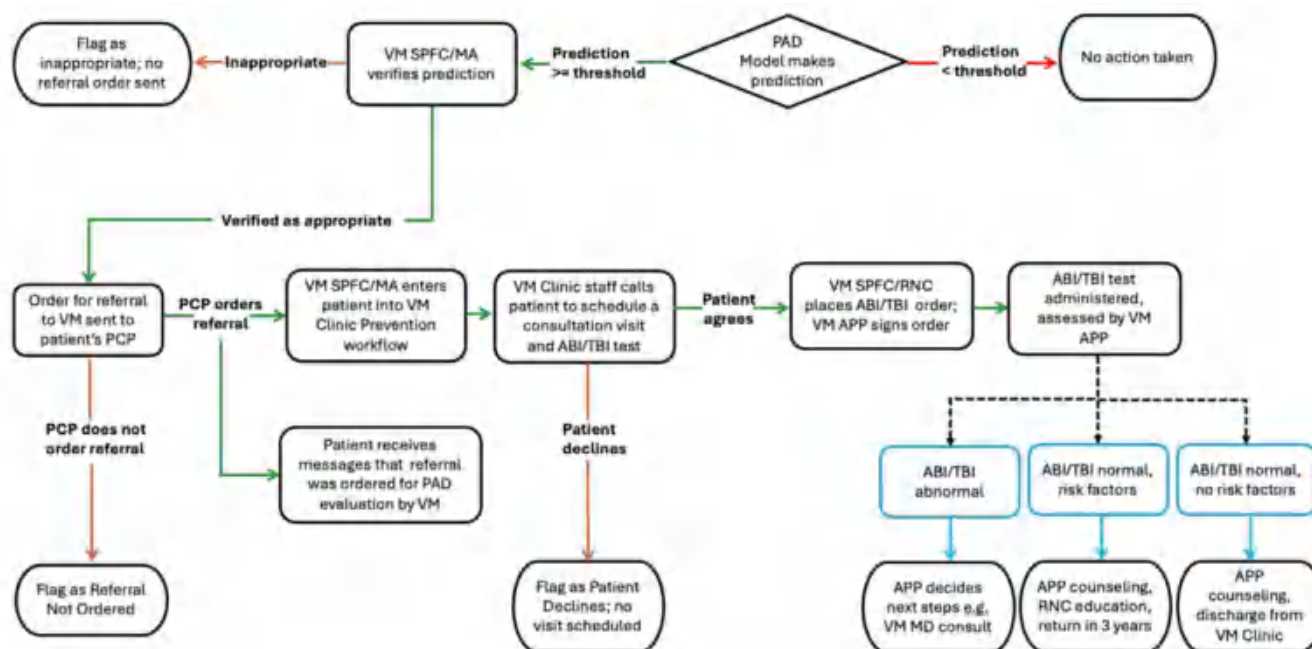 Flag as
inappropriate; no
referral order sent
Inappropriate
VM SPFC/MA
verifies prediction
Prediction
>= threshold
PAD
Model makes
prediction
Prediction
< threshold
No action taken
Verified as appropriate
Order for referral
to VM sent to
patient's PCP
PCP orders
referral
VM SPFC/MA enters
patient into VM
Clinic Prevention
workflow
VM Clinic staff calls
patient to schedule a
consultation visit
and ABI/TBI test
Patient
agrees
VM SPFC/RNC
places ABI/TBI order;
VM APP signs order
ABI/TBI test
administered,
assessed by VM
APP
PCP does not
order referral
Patient receives
messages that referral
was ordered for PAD
evaluation by VM
Patient
declines
ABI/TBI
abnormal
ABI/TBI normal,
risk factors
ABI/TBI normal,
no risk factors
Flag as Referral
Not Ordered
Flag as Patient
Declines; no
visit scheduled
APP decides
next steps e.g,
VM MD consult
APP counseling,
RNC education,
return in 3 years
APP
counseling,
discharge from
VM Clinic